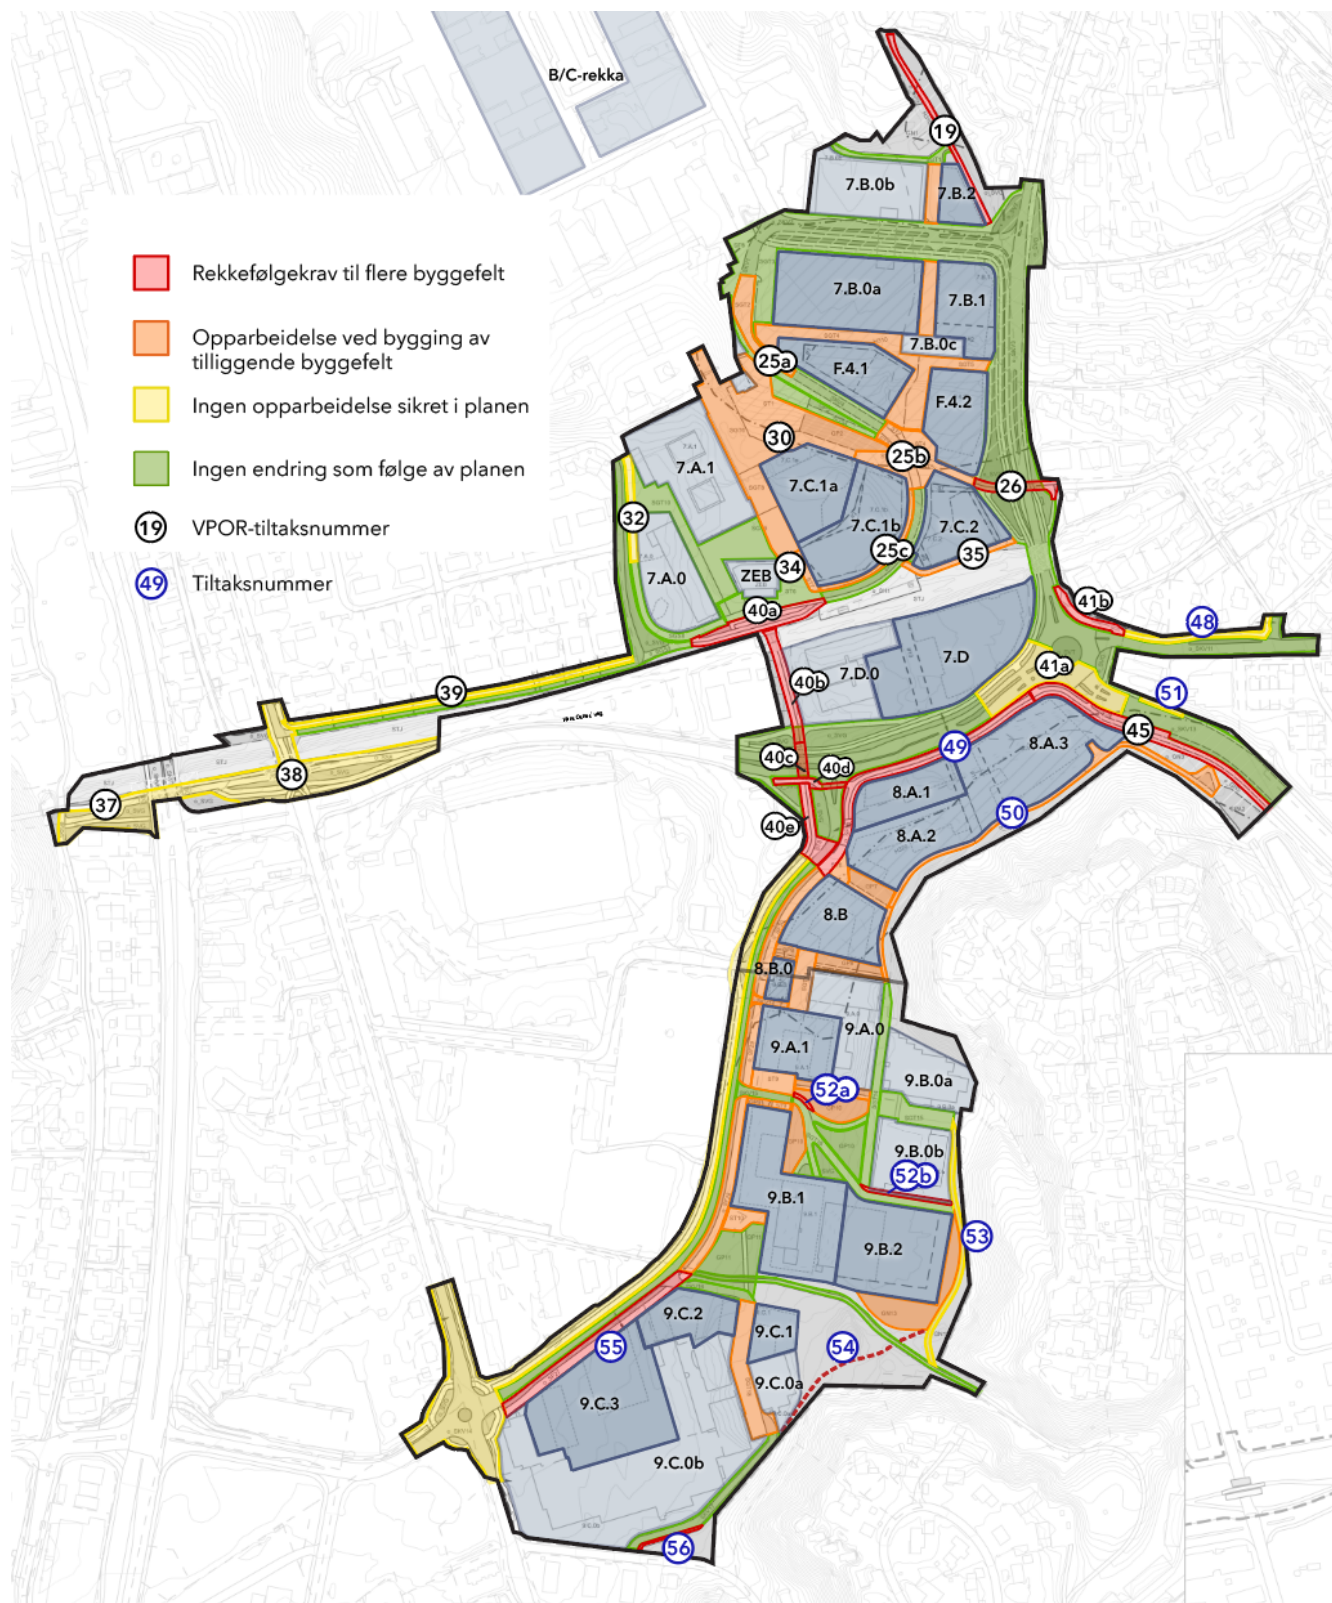 B/C-rekka
19
7.B.0b
7.B.2
Rekkefølgekrav til flere byggefelt
Opparbeidelse ved bygging av
tilliggende byggefelt
Ingen opparbeidelse sikret i planen
Ingen endring som følge av planen
19 VPOR-tiltaksnummer
49 Tiltaksnummer
7.B.0a
7.B.1
7.B.0c
25a
F.4.1
F.4.2
30
25b
7.A.1
7.C.1a
26
32
7.C.1b
7.C.2
25c
35
34
ZEB
7.A.0
40a
41b
48
7.D
41a
7.D.0
40b
39
51
45
49
8.A.3
40c
40d
38
37
8.A.1
50
40e
8.A.2
8.B
8.B.0
9.A.0
9.A.1
9.B.0a
52a
9.B.0b
52b
9.B.1
53
9.B.2
9.C.2
9.C.1
55
54
9.C.0a
9.C.3
9.C.0b
56